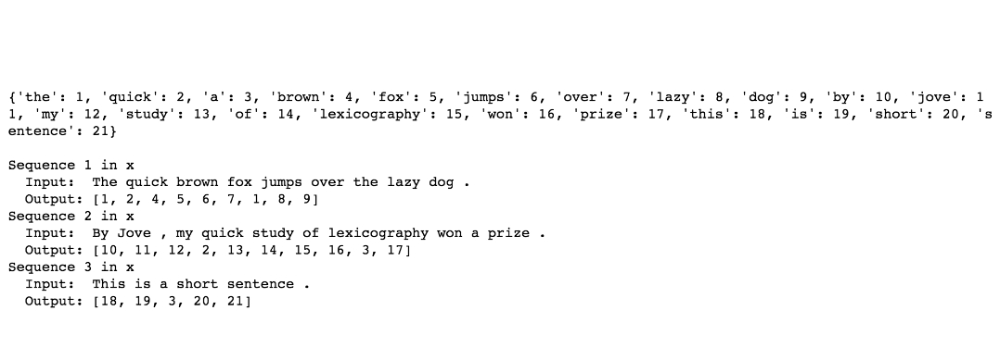 {'the': 1, 'quick': 2, 'a': 3, 'brown': 4, 'fox': 5, 'jumps': 6, 'over': 7, 'lazy': 8, 'dog': 9, 'by': 10, 'jove': 1
1, 'my': 12, 'study': 13, 'of': 14, 'lexicography': 15, 'won': 16, 'prize': 17, 'this': 18, 'is': 19, 'short': 20, 's
entence': 21}
Sequence 1 in x
  Input:  The quick brown fox jumps over the lazy dog .
  Output: [1, 2, 4, 5, 6, 7, 1, 8, 9]
Sequence 2 in x
  Input:  By Jove , my quick study of lexicography won a prize .
  Output: [10, 11, 12, 2, 13, 14, 15, 16, 3, 17]
Sequence 3 in x
  Input:  This is a short sentence .
  Output: [18, 19, 3, 20, 21]